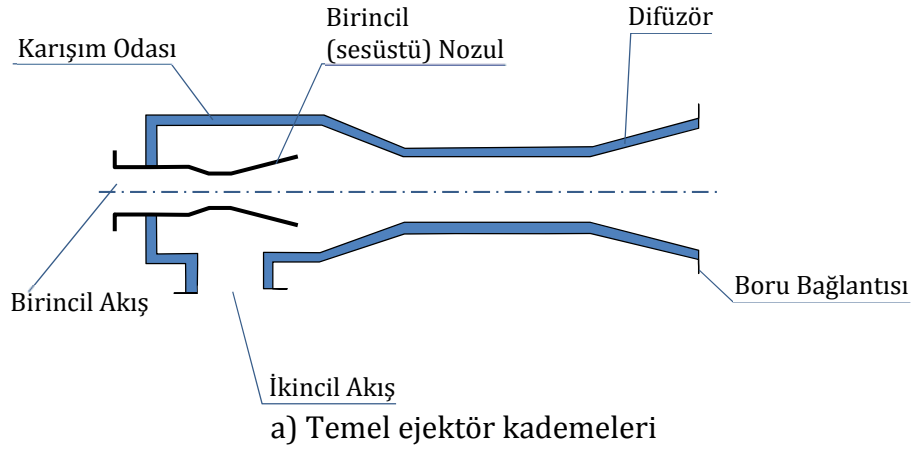 Birincil
(sesüstü) Nozul
Difüzör
Karışım Odası
Birincil Akış
Boru Bağlantısı
İkincil Akış
a) Temel ejektör kademeleri